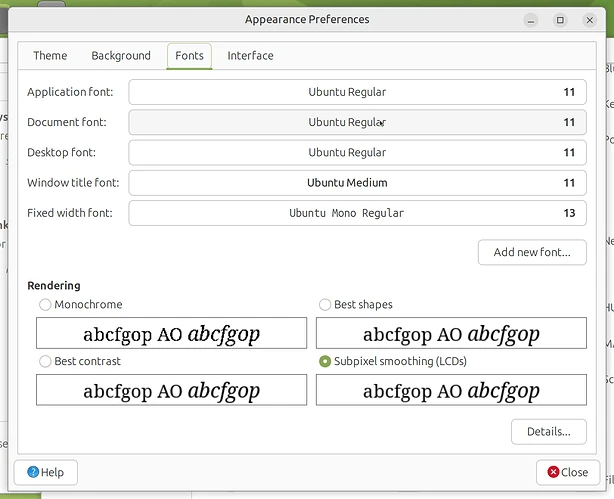 Appearance Preferences
Theme Background Fonts Interface
Application font: Ubuntu Regular 11
Document font: Ubuntu Regular 11
Desktop font: Ubuntu Regular 11
Window title font: Ubuntu Medium 11
Fixed width font: Ubuntu Mono Regular 13
Add new font...
Rendering
Monochrome Best shapes
abcfgop AO abcfgop abcfgop AO abcfgop
Best contrast Subpixel smoothing (LCDs)
abcfgop AO abcfgop abcfgop AO abcfgop
Details...
Help Close